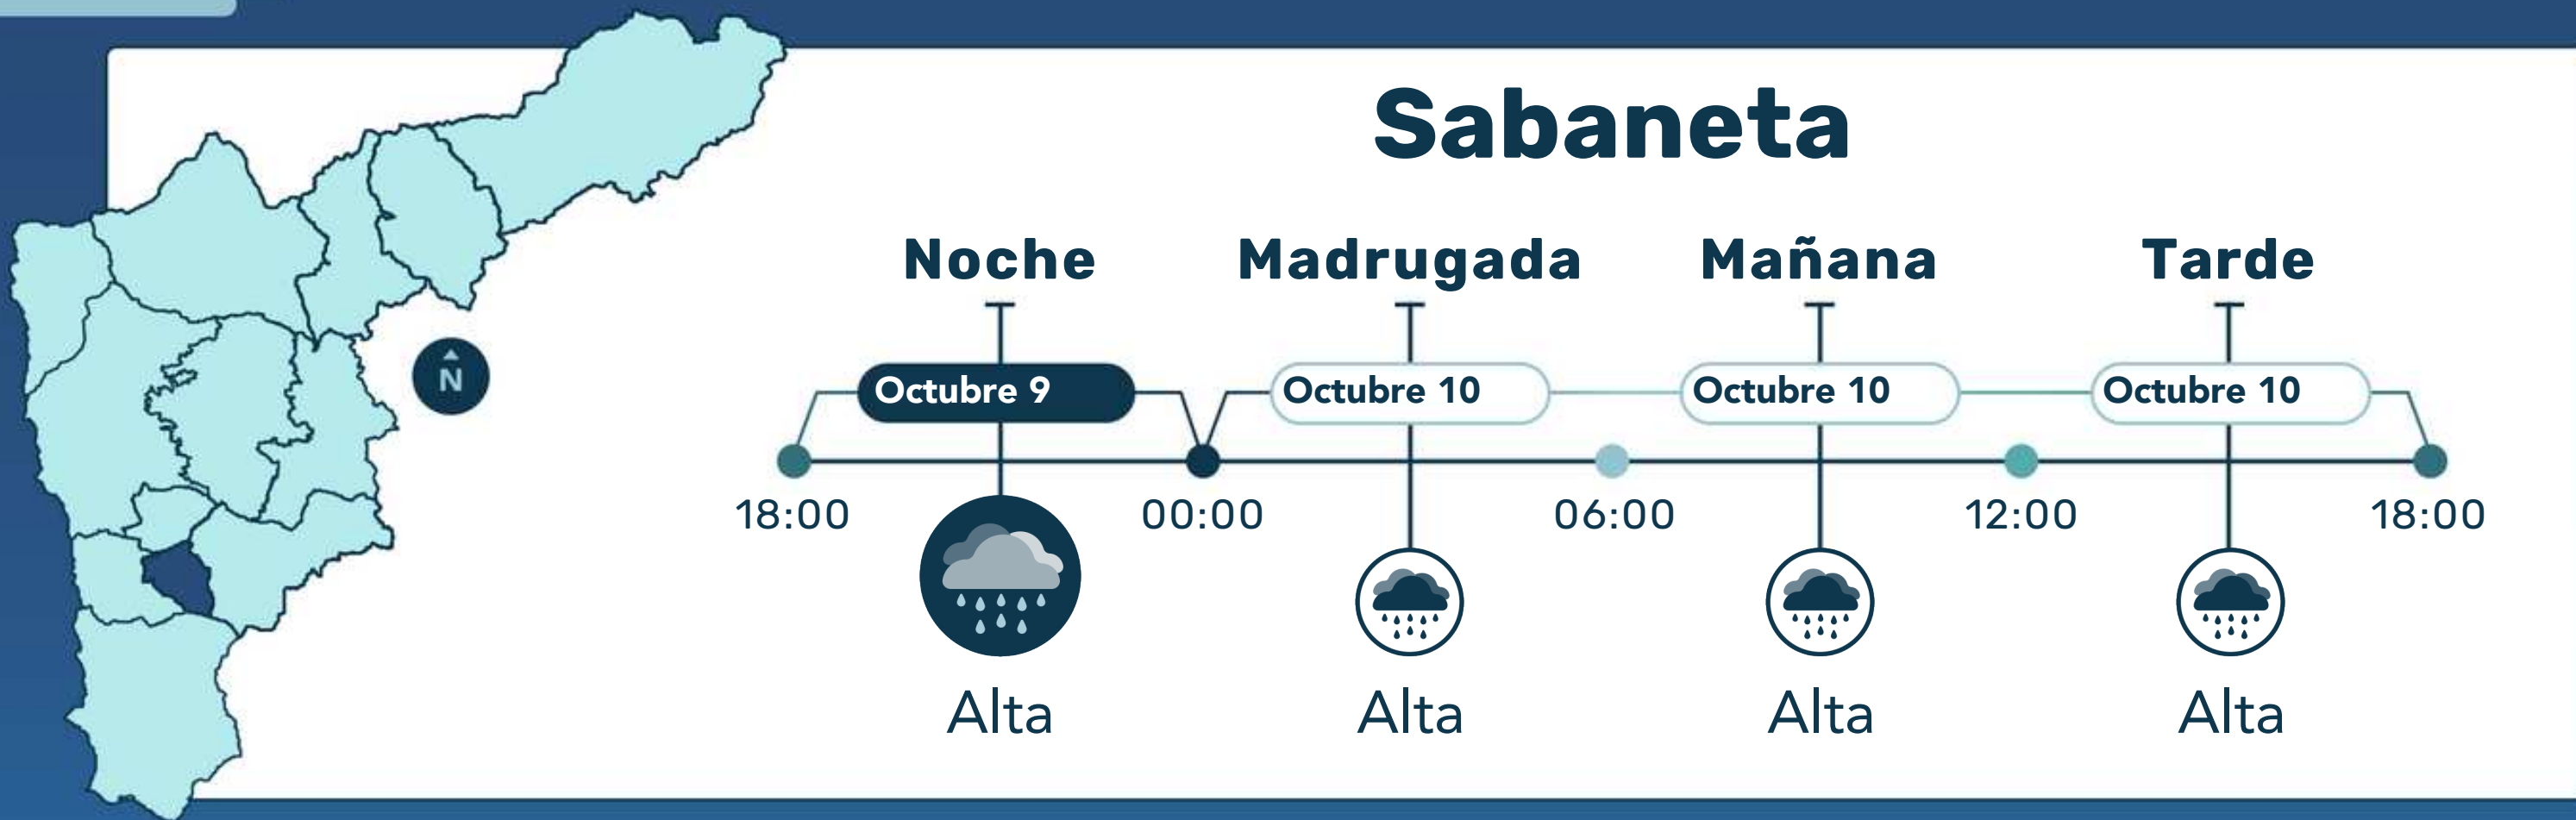 Sabaneta
Noche Madrugada Mañana Tarde
Octubre 9 Octubre 10 Octubre 10 Octubre 10
N
18:00 00:00 06:00 12:00 18:00
Alta Alta Alta Alta